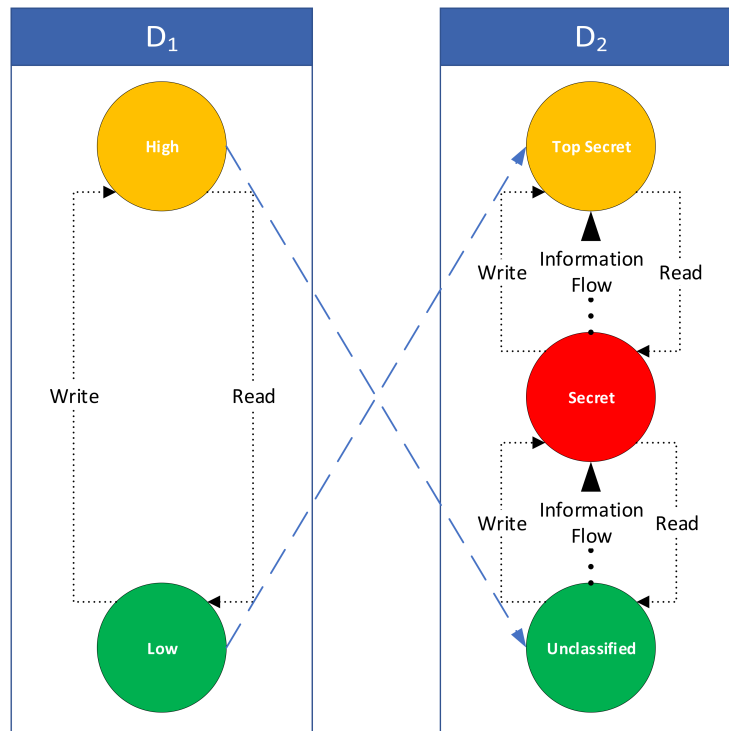 D₁
High
Write
Read
Low
D₂
Top Secret
Write
Information
Flow
Read
Secret
Write
Information
Flow
Read
Unclassified